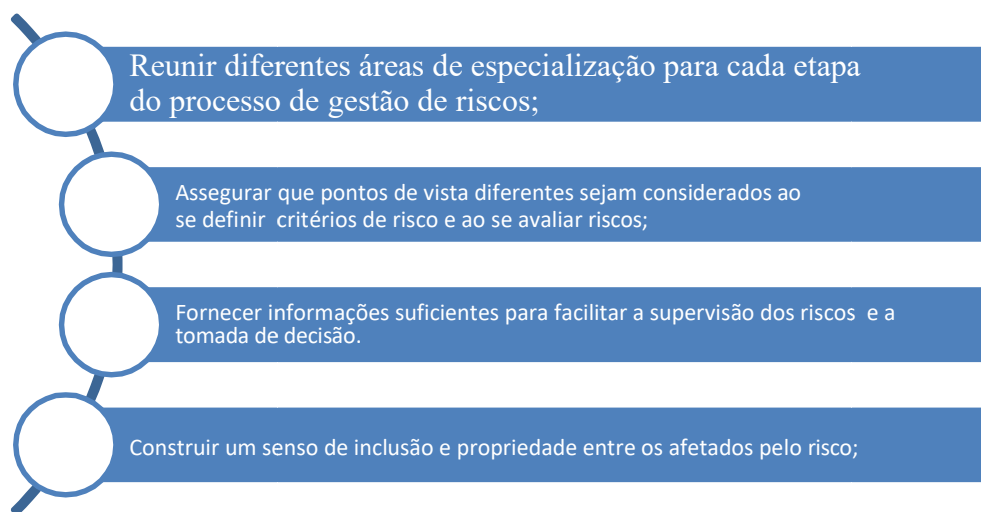 Reunir diferentes áreas de especialização para cada etapa
do processo de gestão de riscos;
Assegurar que pontos de vista diferentes sejam considerados ao
se definir critérios de risco e ao se avaliar riscos;
Fornecer informações suficientes para facilitar a supervisão dos riscos e a
tomada de decisão.
Construir um senso de inclusão e propriedade entre os afetados pelo risco;